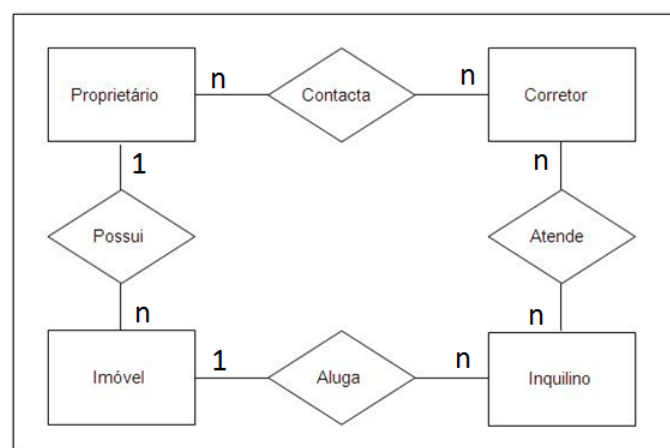 Proprietário
n
Contacta
n
Corretor
1
n
Possui
Atende
n
n
Imóvel
1
Aluga
n
Inquilino